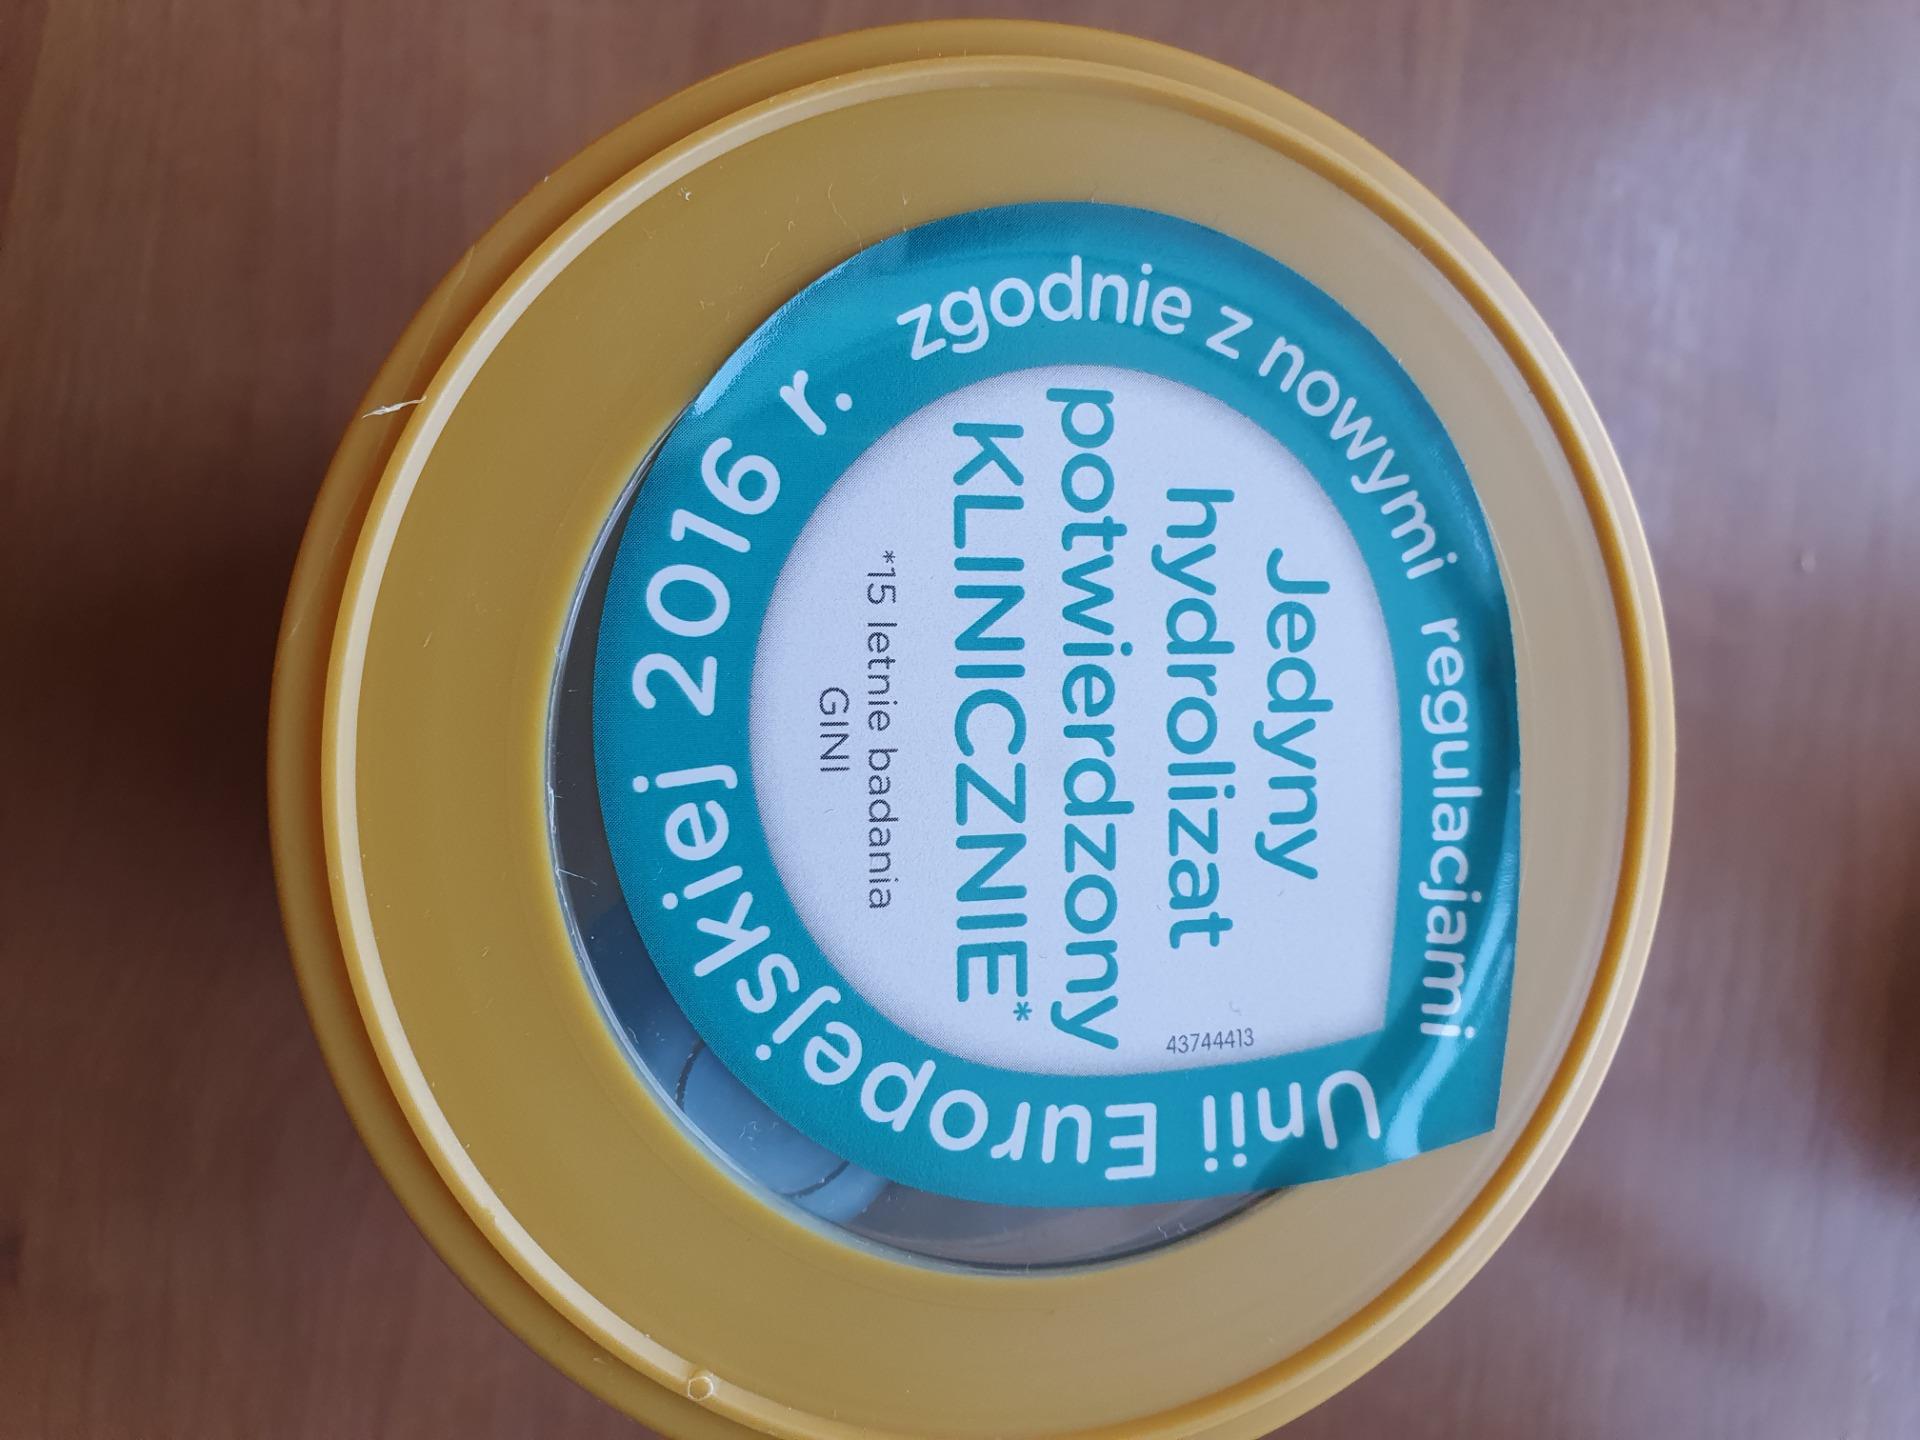 Jedyny
hydrolizat
potwierdzony
KLINICZNIE*
*15 letnie badania
GINI
43744413
zgodnie z nowymi regulacjami
Unii Europejskiej 2016 r.